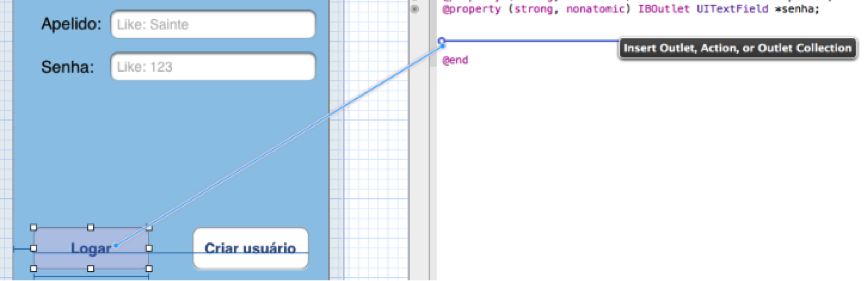 Apelido: Like: Sainte
Senha: Like: 123
Logar
Criar usuário
@property (strong, nonatomic) IBOutlet UITextField *senha;
Insert Outlet, Action, or Outlet Collection
@end